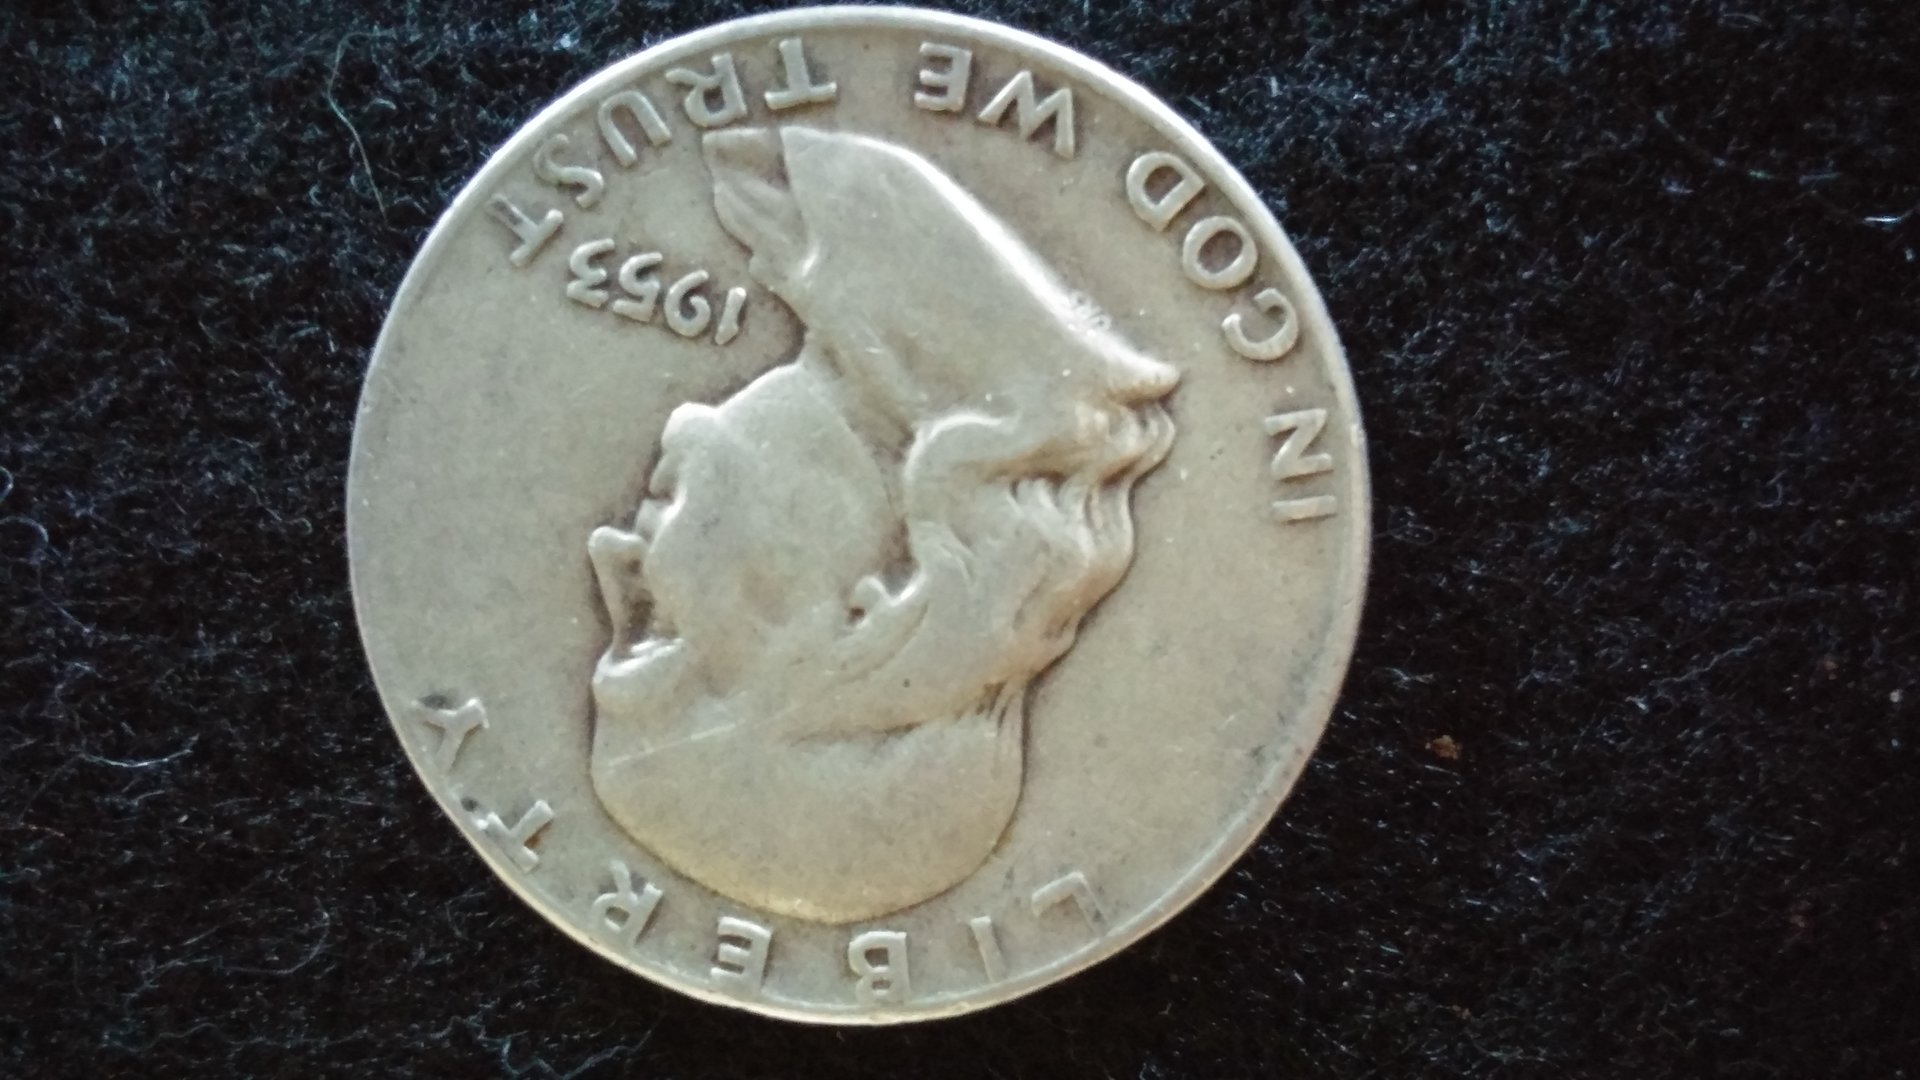 LIBERTY
IN GOD WE TRUST
1953